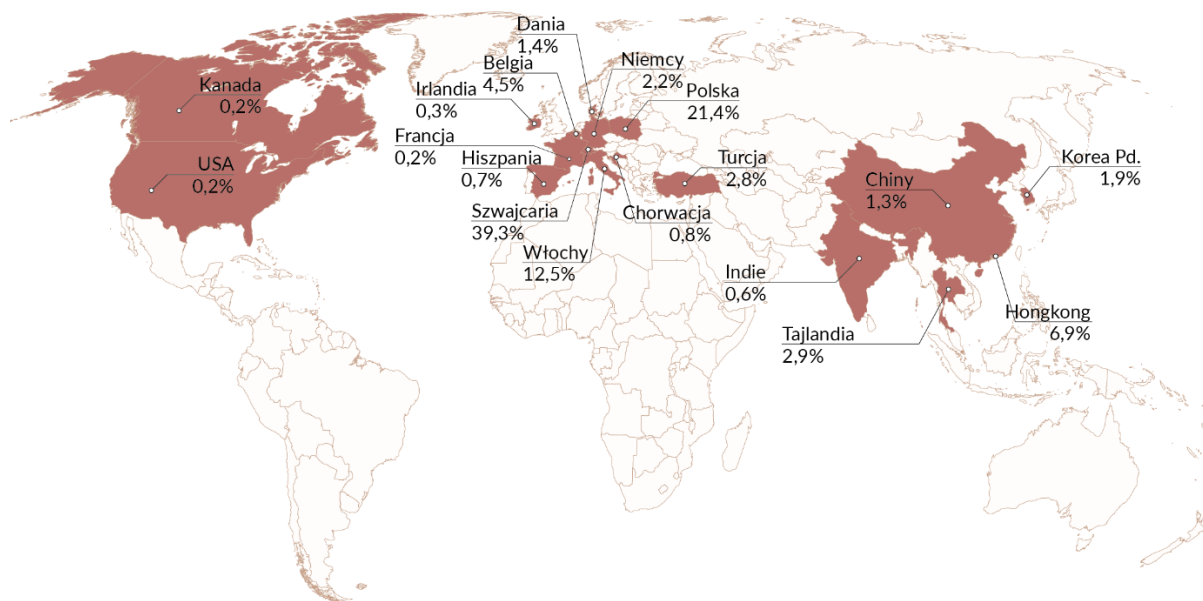 Dania
1,4%
Belgia
4,5%
Niemcy
2,2%
Kanada
0,2%
Irlandia
0,3%
Polska
21,4%
Francja
0,2%
USA
0,2%
Hiszpania
0,7%
Turcja
2,8%
Korea Pd.
1,9%
Chiny
1,3%
Szwajcaria
39,3%
Chorwacja
0,8%
Włochy
12,5%
Indie
0,6%
Hongkong
6,9%
Tajlandia
2,9%